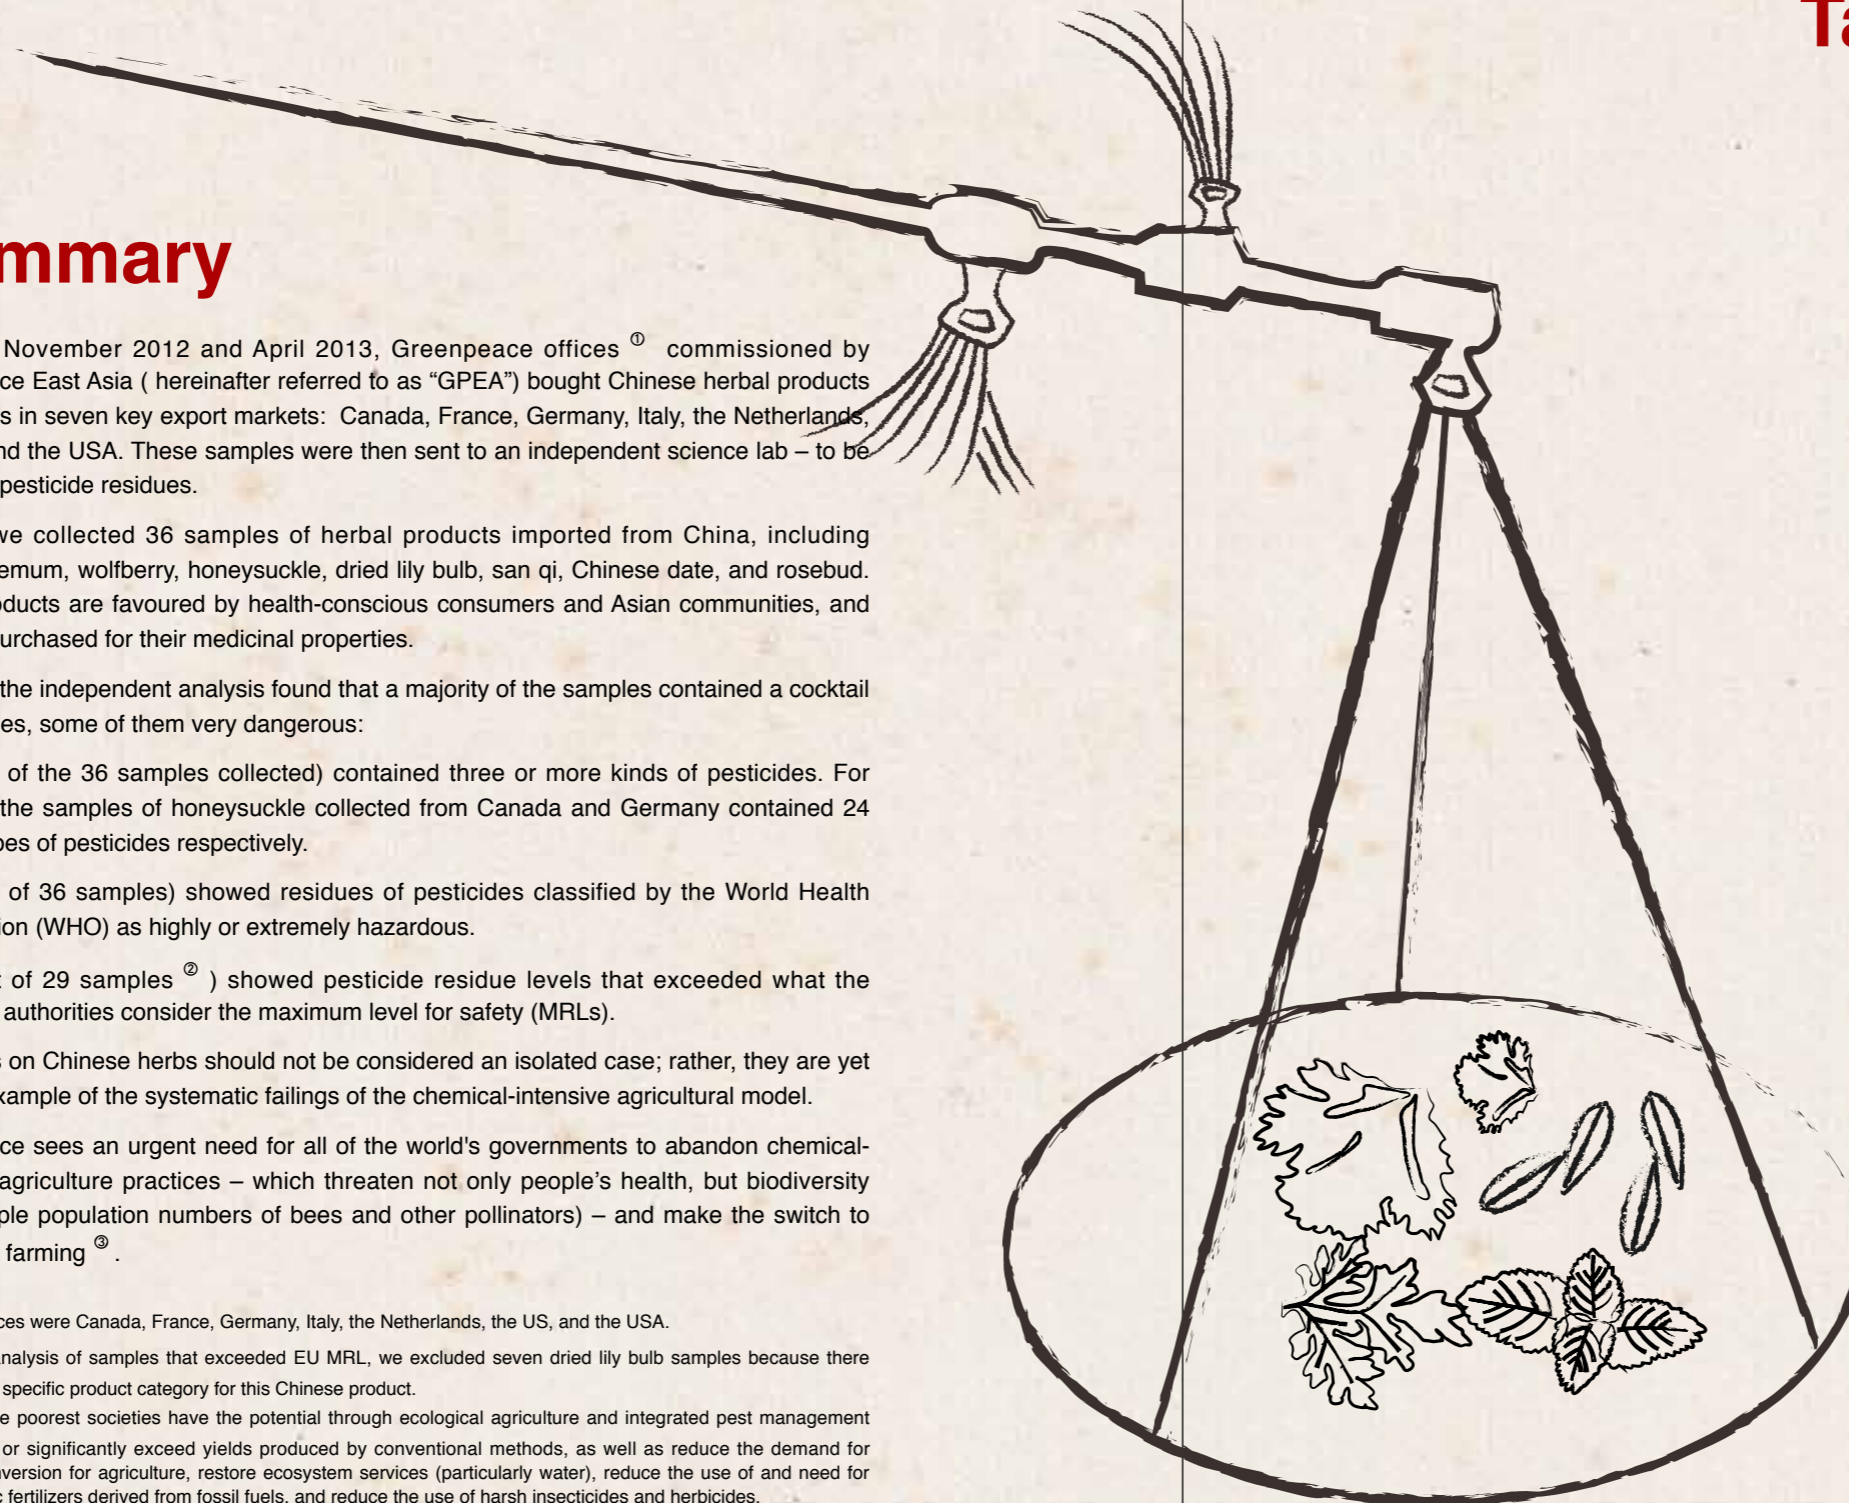 Ta
mmary
November 2012 and April 2013, Greenpeace offices ① commissioned by
ce East Asia ( hereinafter referred to as “GPEA”) bought Chinese herbal products
s in seven key export markets: Canada, France, Germany, Italy, the Netherlands,
nd the USA. These samples were then sent to an independent science lab – to be
pesticide residues.
we collected 36 samples of herbal products imported from China, including
emum, wolfberry, honeysuckle, dried lily bulb, san qi, Chinese date, and rosebud.
oducts are favoured by health-conscious consumers and Asian communities, and
urchased for their medicinal properties.
the independent analysis found that a majority of the samples contained a cocktail
es, some of them very dangerous:
of the 36 samples collected) contained three or more kinds of pesticides. For
the samples of honeysuckle collected from Canada and Germany contained 24
pes of pesticides respectively.
of 36 samples) showed residues of pesticides classified by the World Health
ion (WHO) as highly or extremely hazardous.
t of 29 samples ② ) showed pesticide residue levels that exceeded what the
authorities consider the maximum level for safety (MRLs).
s on Chinese herbs should not be considered an isolated case; rather, they are yet
xample of the systematic failings of the chemical-intensive agricultural model.
ce sees an urgent need for all of the world's governments to abandon chemical-
agriculture practices – which threaten not only people’s health, but biodiversity
ple population numbers of bees and other pollinators) – and make the switch to
farming ③ .
ces were Canada, France, Germany, Italy, the Netherlands, the US, and the USA.
nalysis of samples that exceeded EU MRL, we excluded seven dried lily bulb samples because there
specific product category for this Chinese product.
e poorest societies have the potential through ecological agriculture and integrated pest management
or significantly exceed yields produced by conventional methods, as well as reduce the demand for
nversion for agriculture, restore ecosystem services (particularly water), reduce the use of and need for
c fertilizers derived from fossil fuels, and reduce the use of harsh insecticides and herbicides.